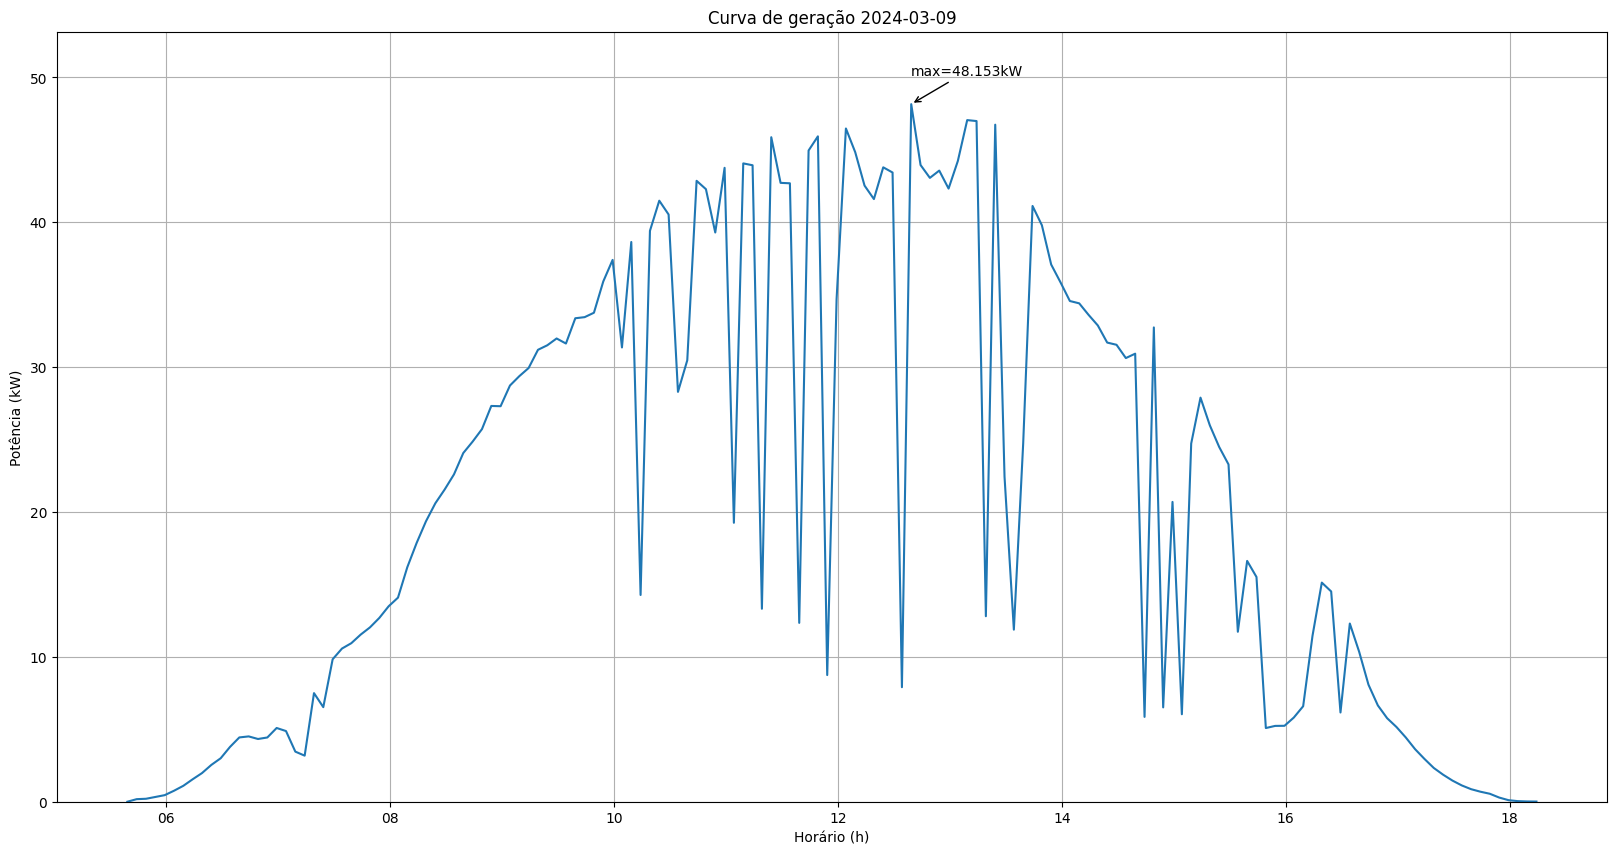 Curva de geração 2024-03-09
max=48.153kW
Potência (kW)
50
40
30
20
10
0
06 08 10 12 14 16 18
Horário (h)